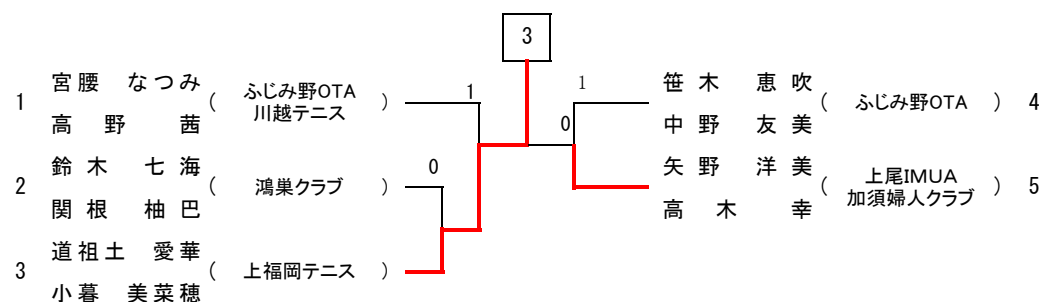 3
1 宮腰 なつみ ( ふじみ野OTA ) 1
高野 茜 川越テニス
2 鈴木 七海 ( 鴻巣クラブ ) 0
関根 柚巴
3 道祖土 愛華 ( 上福岡テニス )
小暮 美菜穂
1 笹木 恵吹 ( ふじみ野OTA ) 4
0 中野 友美
矢野 洋美 ( 上尾IMUA ) 5
高木 幸 加須婦人クラブ